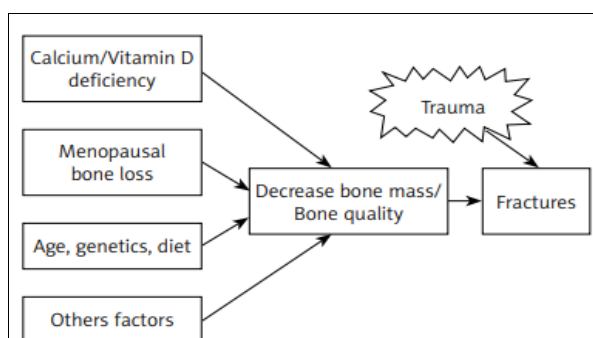 Calcium/Vitamin D
deficiency
Trauma
Menopausal
bone loss
Decrease bone mass/
Bone quality
Fractures
Age, genetics, diet
Others factors